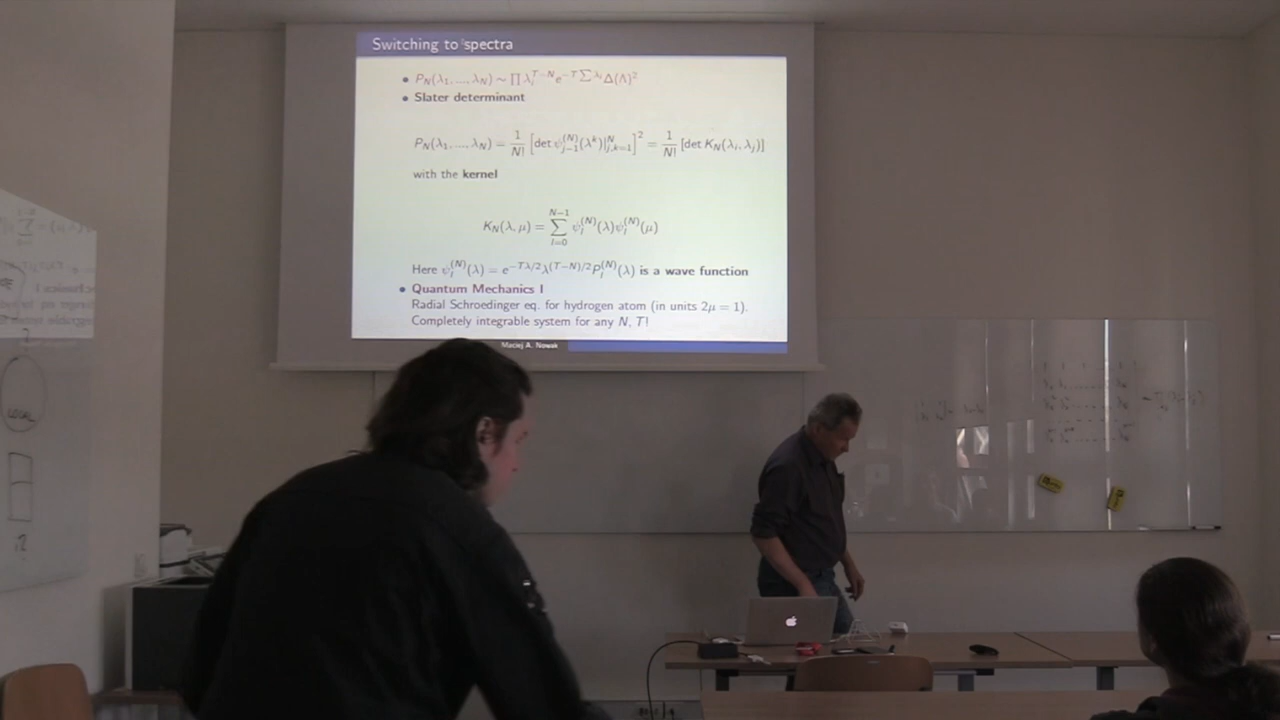 Switching to spectra
• P_N(λ_1, ..., λ_N) ~ ∏ λ_i^{T−N} e^{−T ∑ λ_i} Δ(Λ)^2
• Slater determinant
P_N(λ_1, ..., λ_N) = 1/N! [det ψ_{j−1}^{(N)}(λ^k)|_{j,k=1}^N]^2 = 1/N! [det K_N(λ_i, λ_j)]
with the kernel
K_N(λ, μ) = ∑_{l=0}^{N−1} ψ_l^{(N)}(λ)ψ_l^{(N)}(μ)
Here ψ_l^{(N)}(λ) = e^{−Tλ/2} λ^{(T−N)/2} P_l^{(N)}(λ) is a wave function
• Quantum Mechanics I
Radial Schroedinger eq. for hydrogen atom (in units 2μ = 1).
Completely integrable system for any N, T!
Maciej A. Nowak